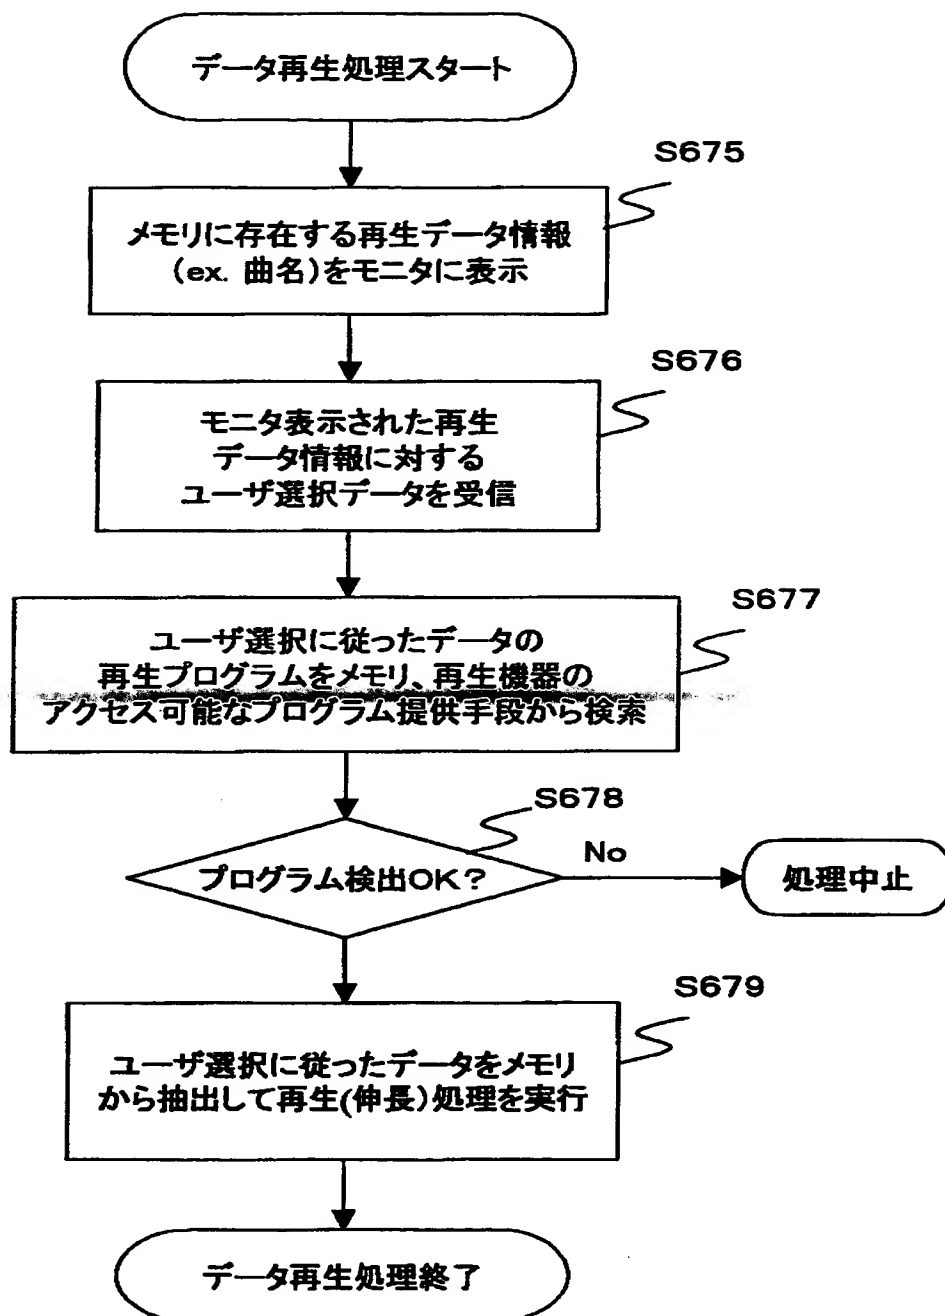 データ再生処理スタート
S675
メモリに存在する再生データ情報
(ex. 曲名)をモニタに表示
S676
モニタ表示された再生
データ情報に対する
ユーザ選択データを受信
S677
ユーザ選択に従ったデータの
再生プログラムをメモリ、再生機器の
アクセス可能なプログラム提供手段から検索
S678
プログラム検出OK?
No
処理中止
S679
ユーザ選択に従ったデータをメモリ
から抽出して再生(伸長)処理を実行
データ再生処理終了